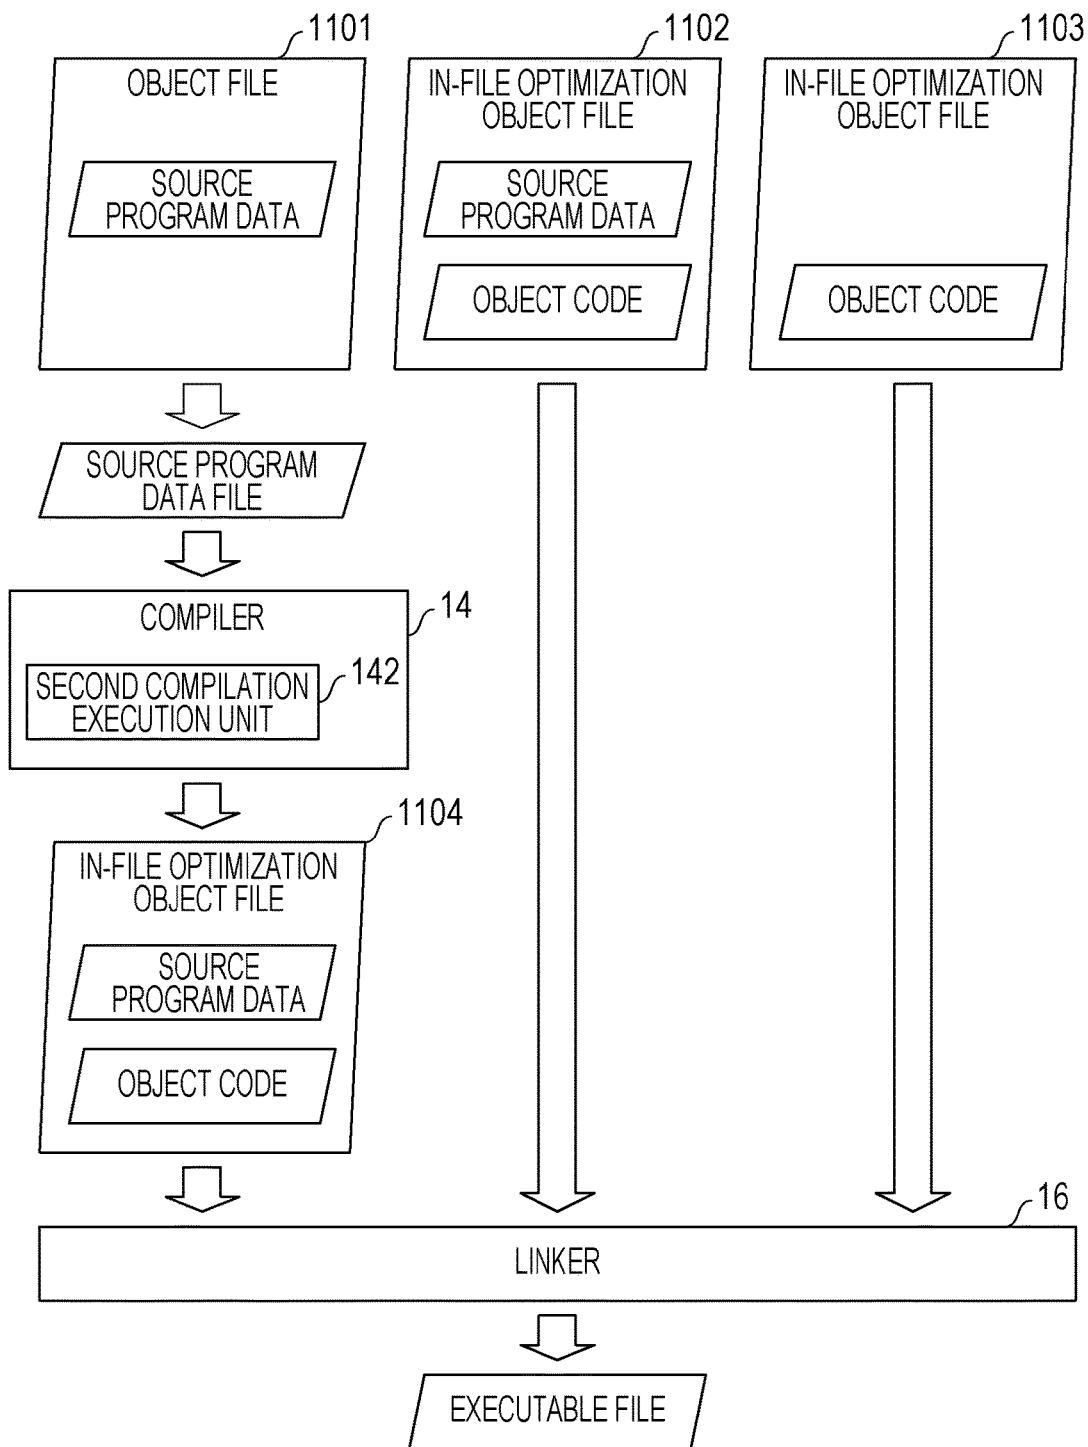 1101
1102
1103
OBJECT FILE
SOURCE
PROGRAM DATA
IN-FILE OPTIMIZATION
OBJECT FILE
SOURCE
PROGRAM DATA
OBJECT CODE
IN-FILE OPTIMIZATION
OBJECT FILE
OBJECT CODE
SOURCE PROGRAM
DATA FILE
14
COMPILER
142
SECOND COMPILATION
EXECUTION UNIT
1104
IN-FILE OPTIMIZATION
OBJECT FILE
SOURCE
PROGRAM DATA
OBJECT CODE
16
LINKER
EXECUTABLE FILE